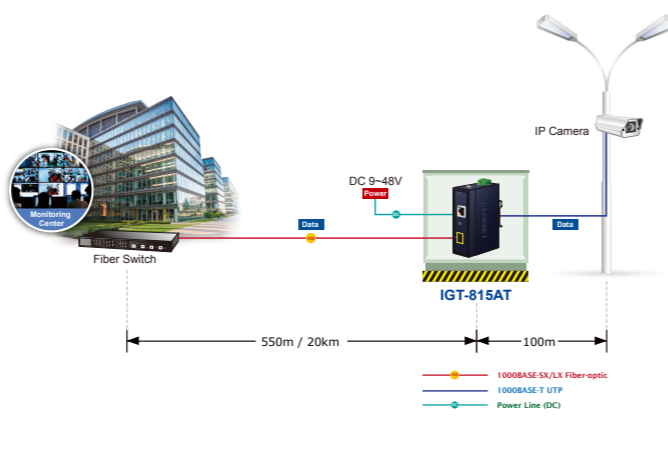 IP Camera
DC 9~48V
Power
Monitoring
Center
Data
Data
Fiber Switch
PLANET
IGT-815AT
550m / 20km
100m
1000BASE-SX/LX Fiber-optic
1000BASE-T UTP
Power Line (DC)